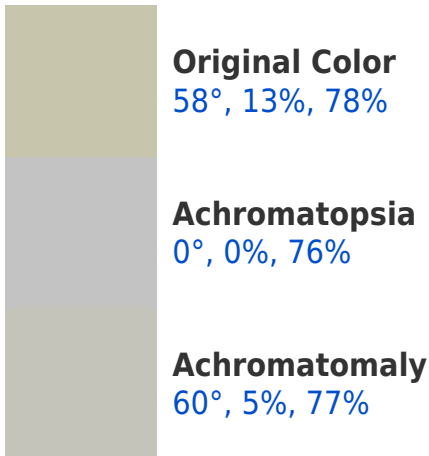 Original Color
58°, 13%, 78%
Achromatopsia
0°, 0%, 76%
Achromatomaly
60°, 5%, 77%